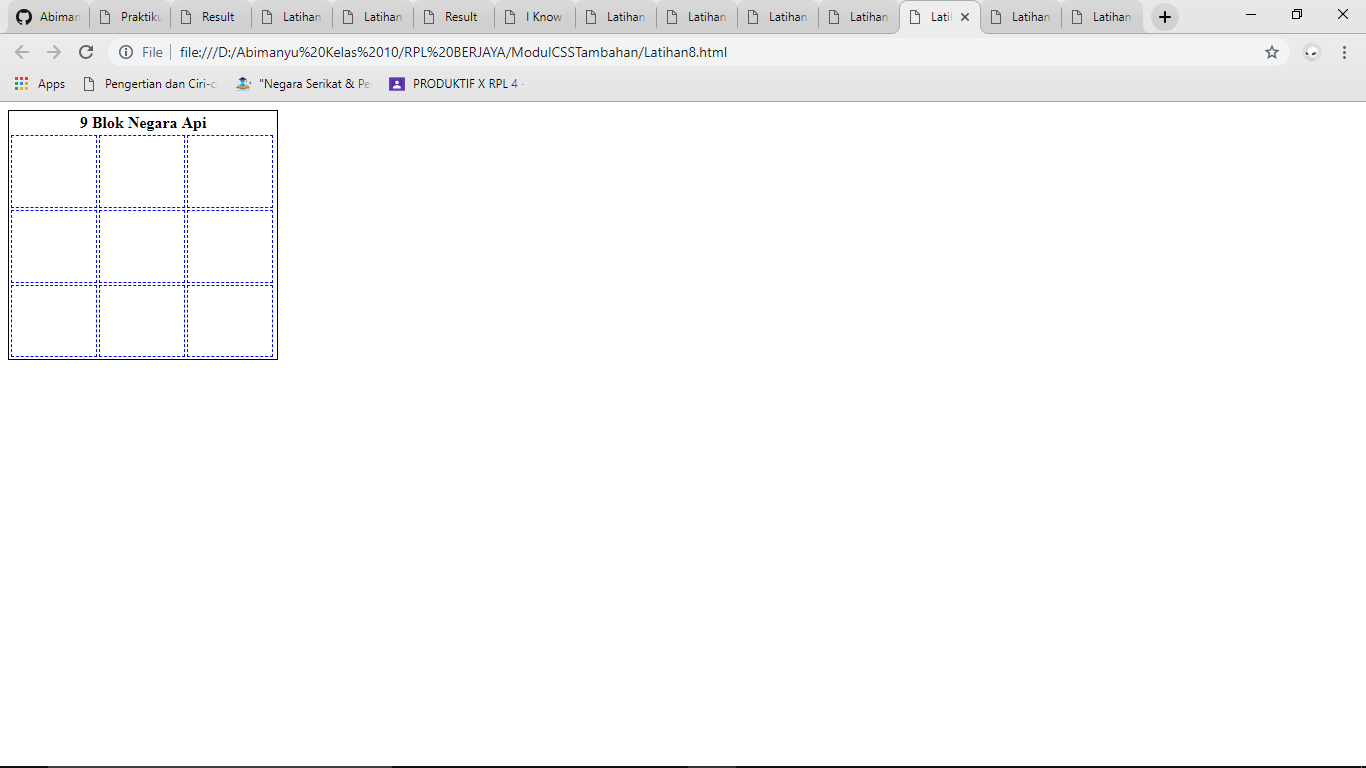 Abiman Praktiku Result Latihan Latihan Result I Know Latihan Latihan Latihan Latihan Lati Latihan Latihan
File file:///D:/Abimanyu%20Kelas%2010/RPL%20BERJAYA/ModulCSSTambahan/Latihan8.html
Apps Pengertian dan Ciri-c "Negara Serikat & Pe PRODUKTIF X RPL 4 -
9 Blok Negara Api